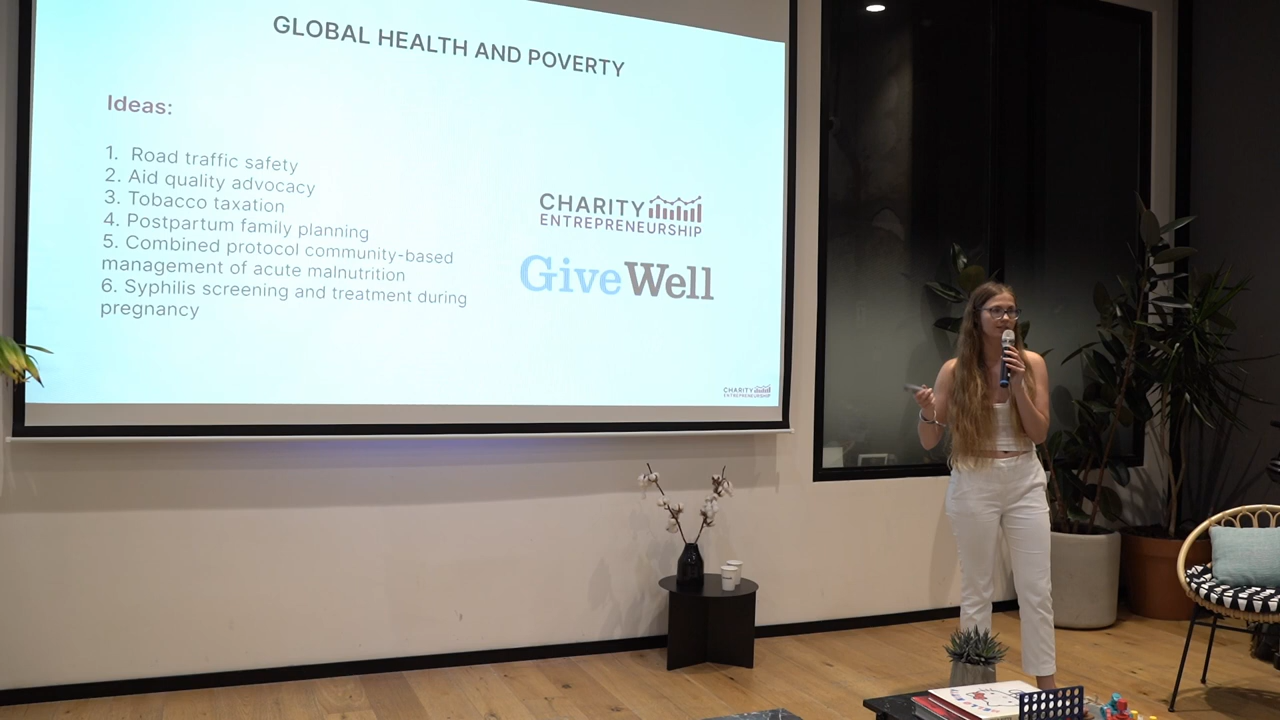 GLOBAL HEALTH AND POVERTY
Ideas:
1. Road traffic safety
2. Aid quality advocacy
3. Tobacco taxation
4. Postpartum family planning
5. Combined protocol community-based
management of acute malnutrition
6. Syphilis screening and treatment during
pregnancy
CHARITY
ENTREPRENEURSHIP
GiveWell
CHARITY
ENTREPRENEURSHIP